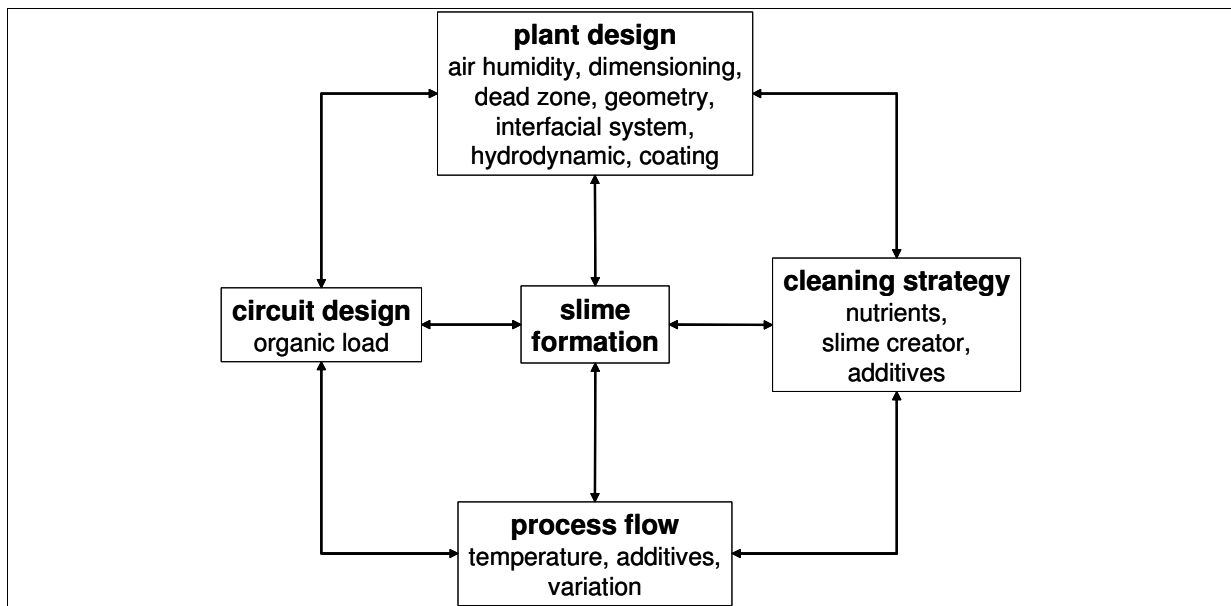 plant design
air humidity, dimensioning,
dead zone, geometry,
interfacial system,
hydrodynamic, coating
circuit design
organic load
slime
formation
cleaning strategy
nutrients,
slime creator,
additives
process flow
temperature, additives,
variation